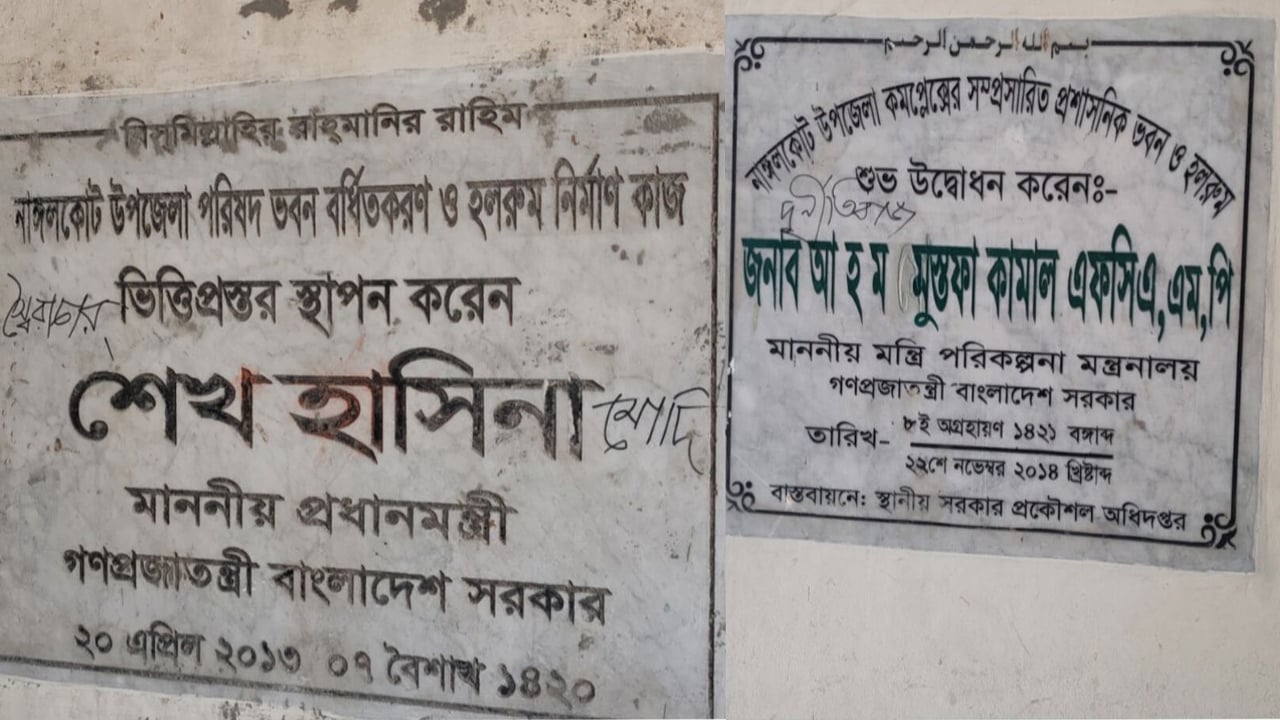 বিসমিল্লাহির রাহমানির রাহিম
নাঙ্গলকোট উপজেলা পরিষদ ভবন বর্ধিতকরণ ও হলরুম নির্মাণ কাজ
স্বৈরাচার ভিত্তিপ্রস্তর স্থাপন করেন
শেখ হাসিনা মোদি
মাননীয় প্রধানমন্ত্রী
গণপ্রজাতন্ত্রী বাংলাদেশ সরকার
২০ এপ্রিল ২০১৩ ০৭ বৈশাখ ১৪২০
بسم الله الرحمن الرحيم
নাঙ্গলকোট উপজেলা কমপ্লেক্সের সম্প্রসারিত প্রশাসনিক ভবন ও হলরুম
শুভ উদ্বোধন করেনঃ-
জনাব আ হ ম মুস্তফা কামাল এফসিএ,এম,পি
মাননীয় মন্ত্রি পরিকল্পনা মন্ত্রনালয়
গণপ্রজাতন্ত্রী বাংলাদেশ সরকার
তারিখ- ৮ই অগ্রহায়ণ ১৪২১ বঙ্গাব্দ
২২শে নভেম্বর ২০১৪ খ্রিষ্টাব্দ
বাস্তবায়নে: স্থানীয় সরকার প্রকৌশল অধিদপ্তর